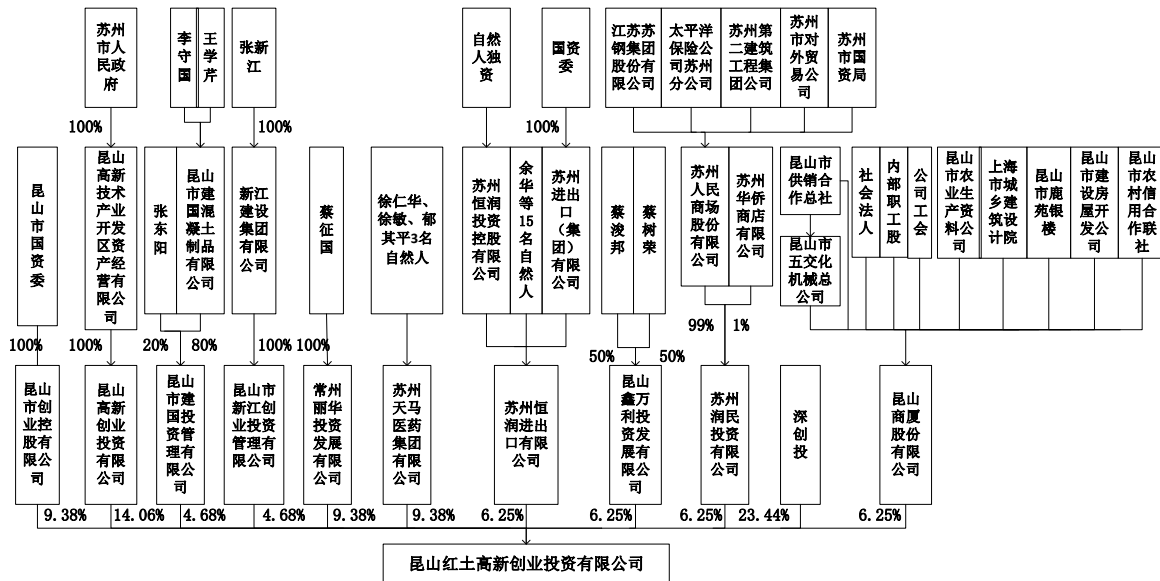 苏州
市人
民政
府
李
守
国
王
学
芹
张新
江
自然
人独
资
国资
委
江苏苏
钢集团
股份有
限公司
太平洋
保险公
司苏州
分公司
苏州第
二建筑
工程集
团公司
苏州
市对
外贸
易公
司
苏州
市国
资局
100%
100%
100%
昆
山
市
国
资
委
昆山
高新
技术
产业
开发
区资
产经
营有
限公
司
张
东
阳
昆山
市建
国混
凝土
制品
有限
公司
新江
建设
集团
有限
公司
蔡
征
国
徐仁华、
徐敏、郁
其平3名
自然人
苏州
恒润
投资
控股
有限
公司
余
华
等
15
名
自
然
人
苏州
进出
口
（集
团）
有限
公司
蔡
浚
邦
蔡
树
荣
苏州
人民
商场
股份
有限
公司
苏州
华侨
商店
有限
公司
昆山市
供销合
作总社
昆山市
五交化
机械总
公司
社
会
法
人
内
部
职
工
股
公
司
工
会
昆山
市农
业生
产资
料公
司
上海
市城
乡建
筑设
计院
昆山
市鹿
苑银
楼
昆山
市建
设房
屋开
发公
司
昆山
市农
村信
用合
作联
社
100%
100%
20%
80%
100%
100%
50%
50%
99%
1%
昆山
市创
业控
股有
限公
司
昆山
高新
创业
投资
有限
公司
昆山
市建
国投
资管
理有
限公
司
昆山市
新江创
业投资
管理有
限公司
常州
丽华
投资
发展
有限
公司
苏州
天马
医药
集团
有限
公司
苏州恒
润进出
口有限
公司
昆山
鑫万
利投
资发
展有
限公
司
苏州
润民
投资
有限
公司
深
创
投
昆山
商厦
股份
有限
公司
9.38%
14.06%
4.68%
4.68%
9.38%
9.38%
6.25%
6.25%
6.25%
23.44%
6.25%
昆山红土高新创业投资有限公司